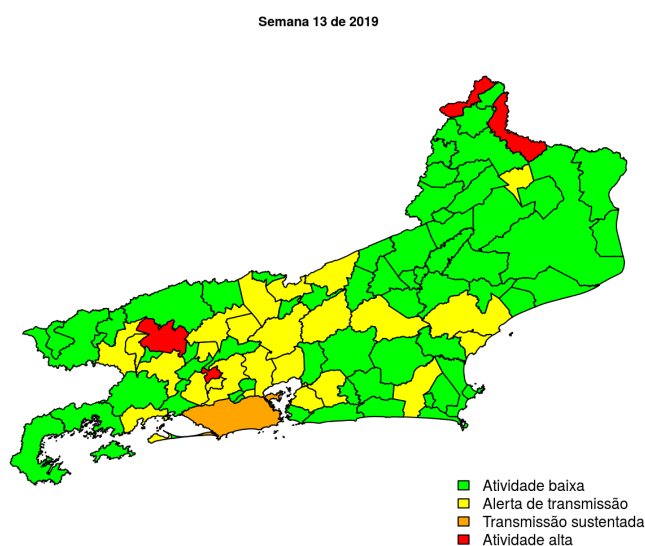 Semana 13 de 2019
Atividade baixa
Alerta de transmissão
Transmissão sustentada
Atividade alta